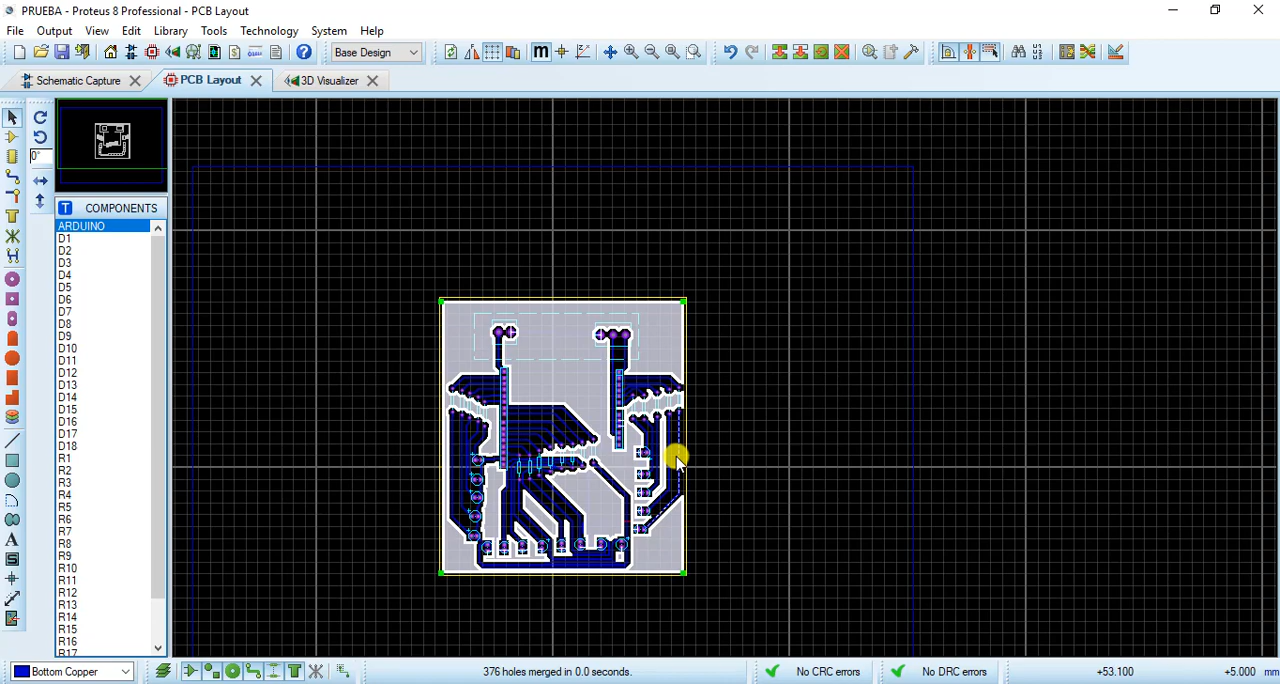 PRUEBA - Proteus 8 Professional - PCB Layout
File Output View Edit Library Tools Technology System Help
Base Design
Schematic Capture PCB Layout 3D Visualizer
0°
T COMPONENTS
ARDUINO
D1
D2
D3
D4
D5
D6
D7
D8
D9
D10
D11
D12
D13
D14
D15
D16
D17
D18
R1
R2
R3
R4
R5
R6
R7
R8
R9
R10
R11
R12
R13
R14
R15
R16
R17
Bottom Copper
376 holes merged in 0.0 seconds.
No CRC errors
No DRC errors
+53.100
+5.000
mm